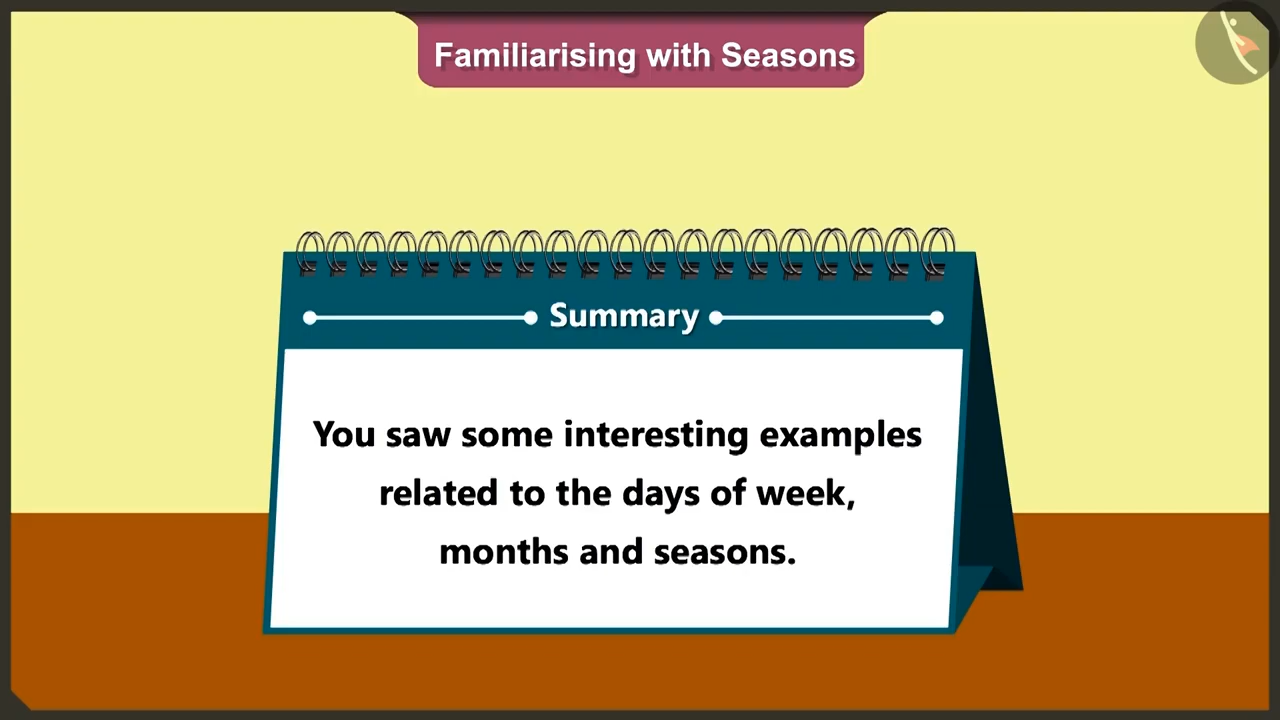 Familiarising with Seasons
Summary
You saw some interesting examples
related to the days of week,
months and seasons.